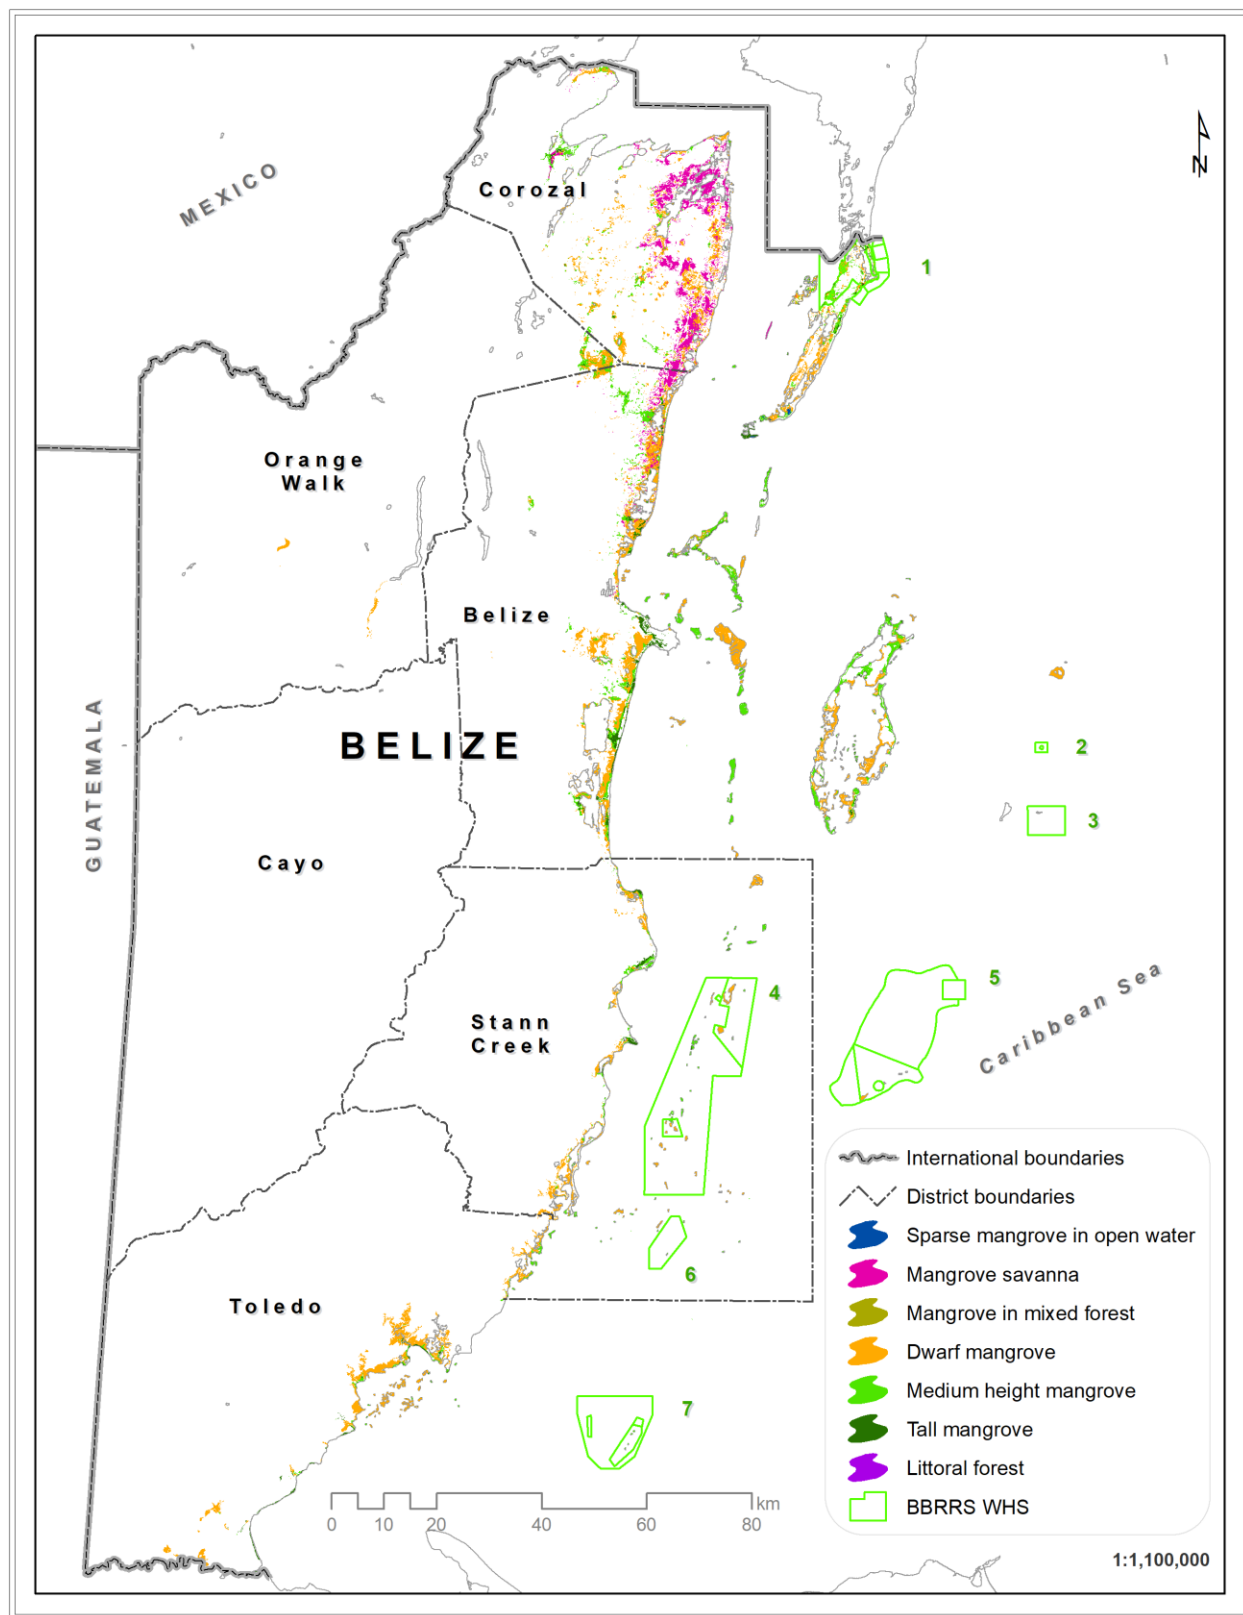 MEXICO
N
Corozal
1
Orange
Walk
Belize
GUATEMALA
BELIZE
2
3
Cayo
4
5
Stann
Creek
Caribbean Sea
6
Toledo
7
International boundaries
District boundaries
Sparse mangrove in open water
Mangrove savanna
Mangrove in mixed forest
Dwarf mangrove
Medium height mangrove
Tall mangrove
Littoral forest
BBRRS WHS
km
0 10 20 40 60 80
1:1,100,000